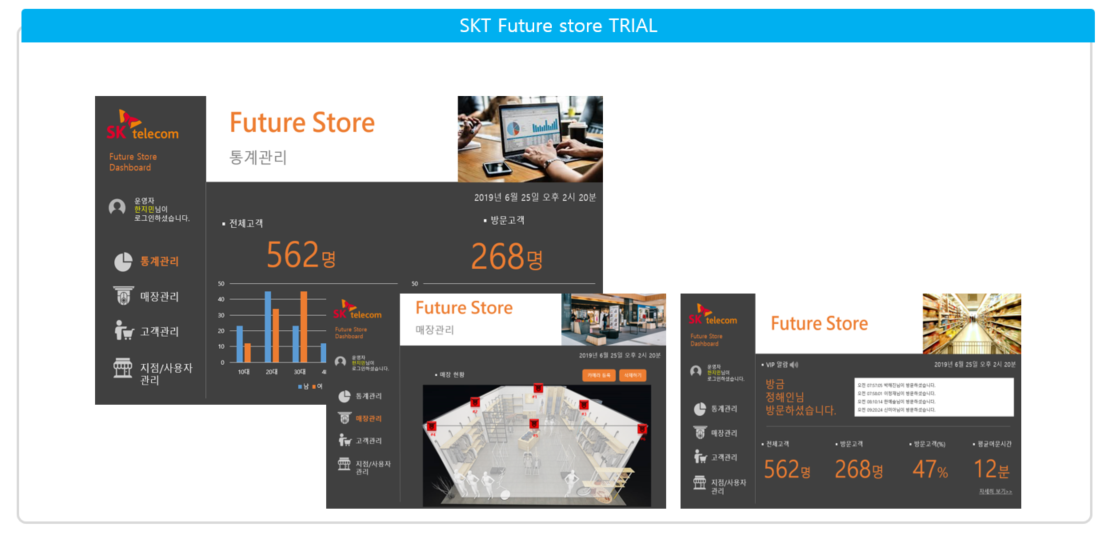 SKT Future store TRIAL
SK telecom
Future Store
Dashboard
운영자
한지민님이
로그인하셨습니다.
통계관리
매장관리
고객관리
지점/사용자
관리
Future Store
통계관리
2019년 6월 25일 오후 2시 20분
• 전체고객
562명
• 방문고객
268명
50
40
30
20
10
0
10대
20대
30대
남
여
50
SK telecom
Future Store
Dashboard
운영자
한지민님이
로그인하셨습니다.
통계관리
매장관리
고객관리
지점/사용자
관리
Future Store
매장관리
2019년 6월 25일 오후 2시 20분
• 매장 현황
SK telecom
Future Store
Dashboard
운영자
한지민님이
로그인하셨습니다.
통계관리
매장관리
고객관리
지점/사용자
관리
Future Store
• VIP 알람
2019년 6월 25일 오후 2시 20분
방금
정해인님
방문하셨습니다.
• 전체고객
562명
• 방문고객
268명
• 방문고객(%)
47%
• 평균머문시간
12분
자세히 보기>>